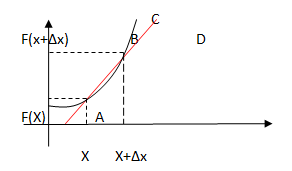 C
F(x+Δx) B D
F(X) A
X X+Δx